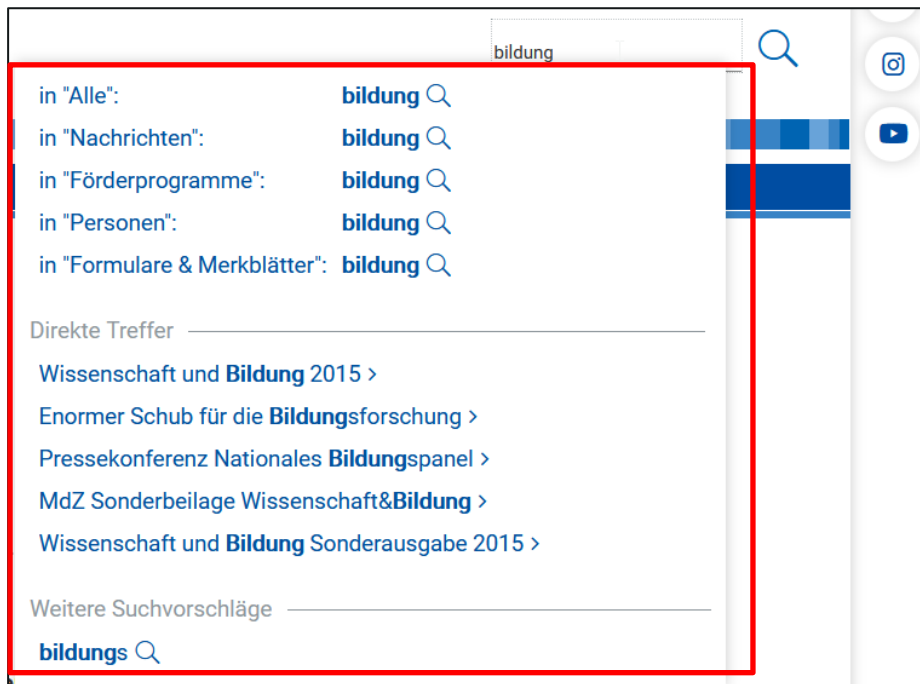 bildung
in "Alle": bildung
in "Nachrichten": bildung
in "Förderprogramme": bildung
in "Personen": bildung
in "Formulare & Merkblätter": bildung
Direkte Treffer
Wissenschaft und Bildung 2015 >
Enormer Schub für die Bildungsforschung >
Pressekonferenz Nationales Bildungspanel >
MdZ Sonderbeilage Wissenschaft&Bildung >
Wissenschaft und Bildung Sonderausgabe 2015 >
Weitere Suchvorschläge
bildungs